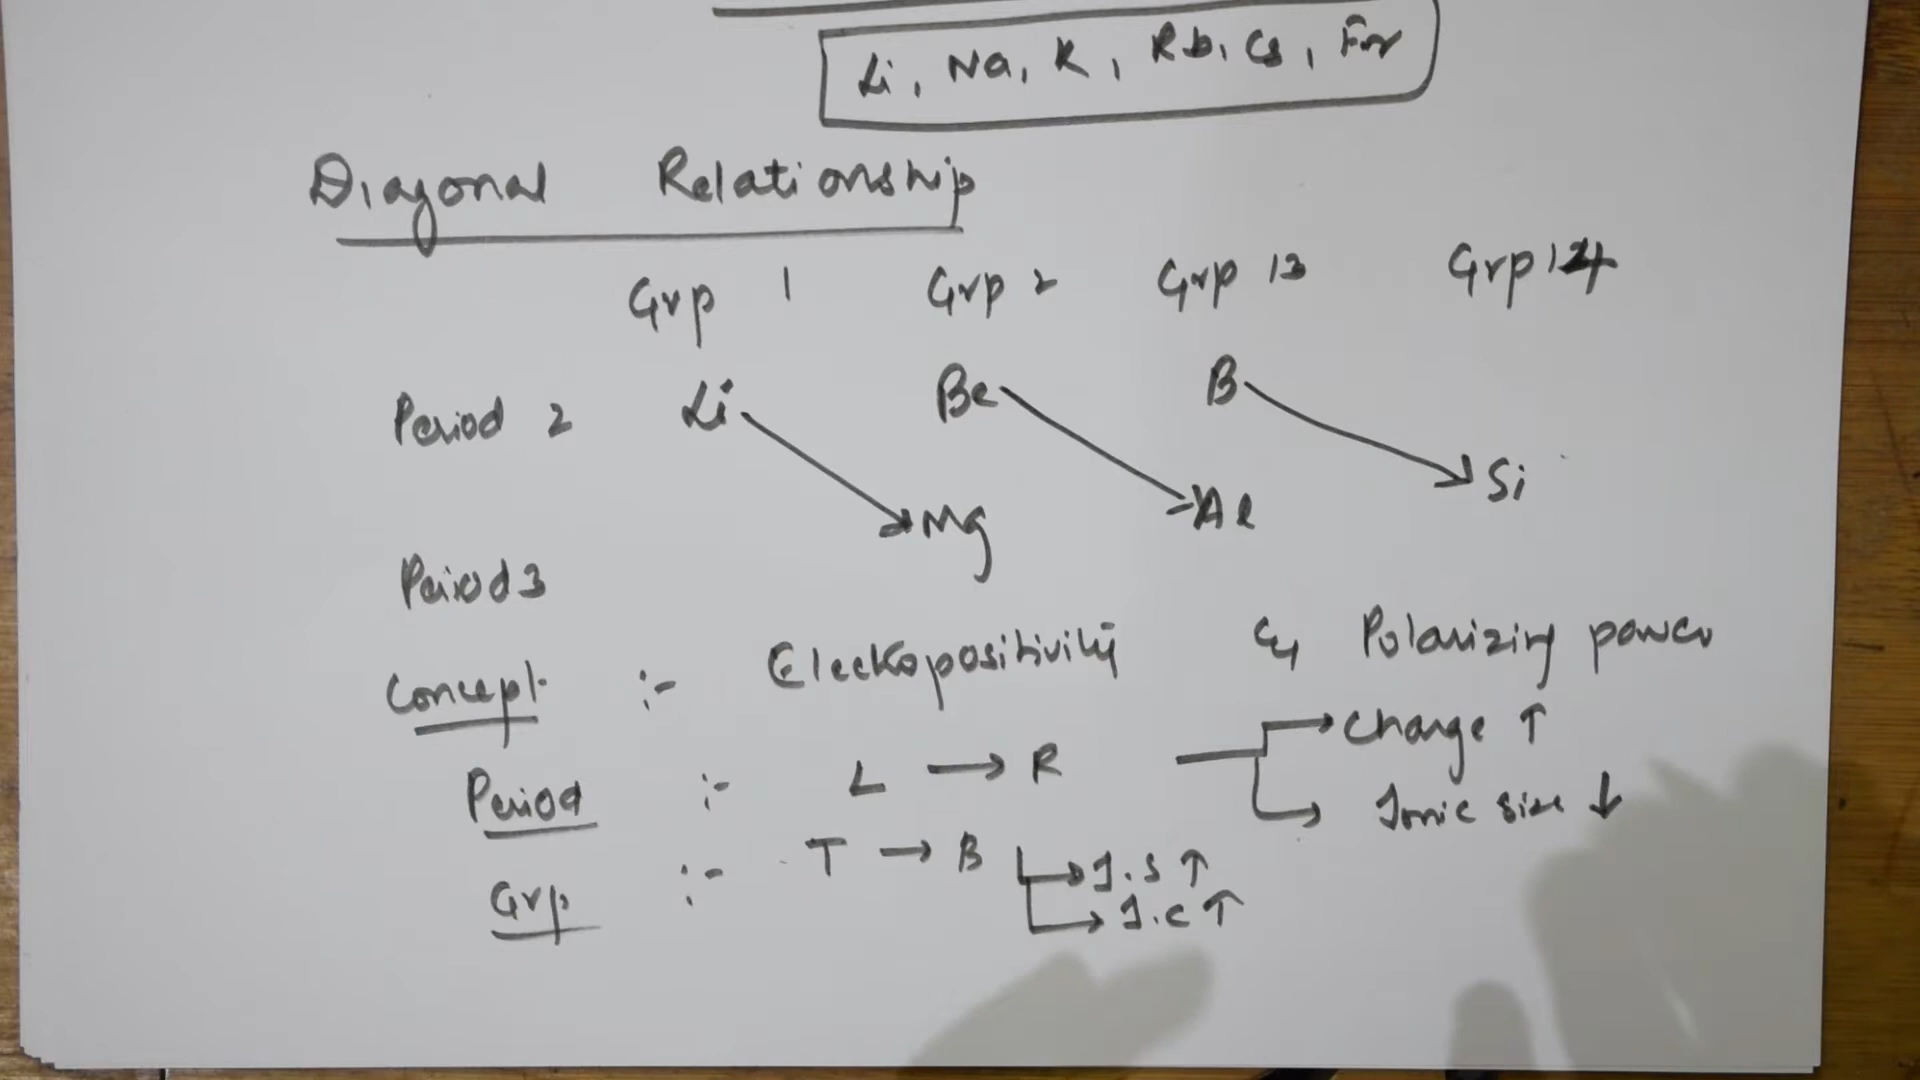 Li, Na, K, Rb, Cs, Fr
Diagonal Relationship
Grp 1 Grp 2 Grp 13 Grp 14
Period 2 Li Be B
Mg Al Si
Period 3
Concept :- Electropositivity & Polarizing power
Period :- L → R → Charge ↑
→ Ionic size ↓
Grp :- T → B → I.S ↑
→ I.C ↑